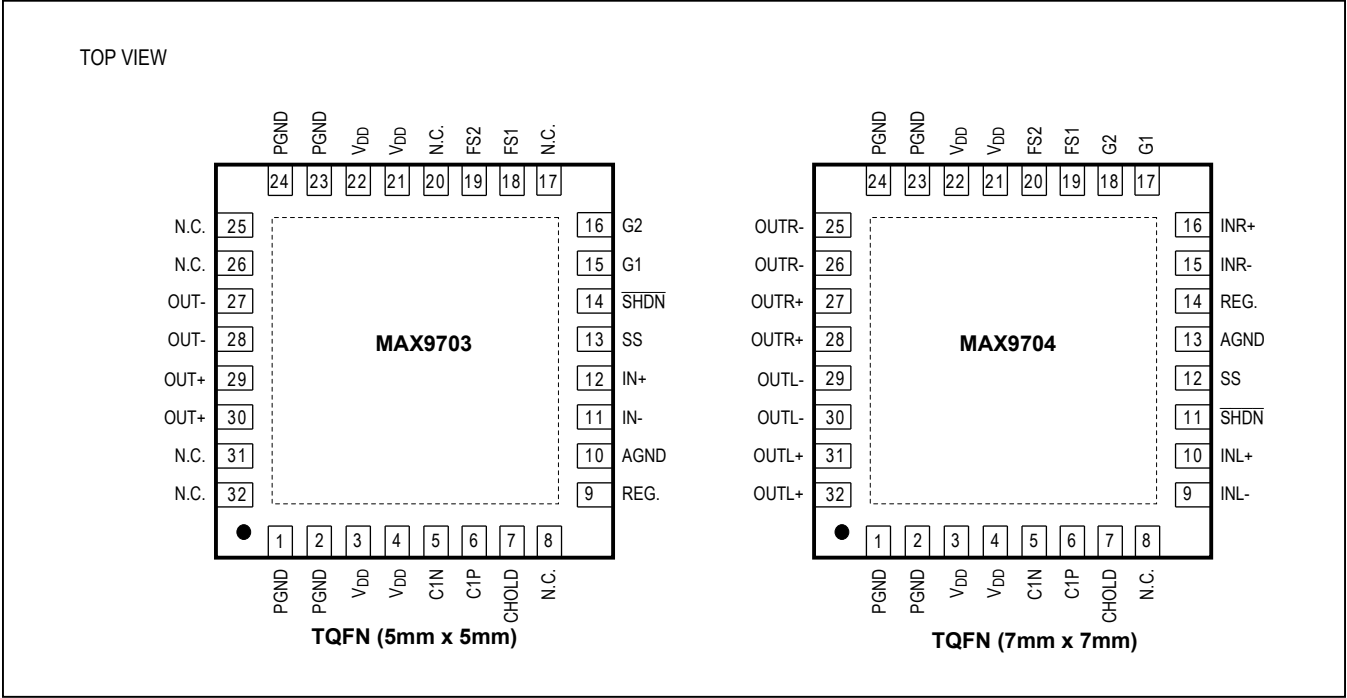 TOP VIEW
PGND PGND VDD VDD N.C. FS2 FS1 N.C.
24 23 22 21 20 19 18 17
N.C. 25 16 G2
N.C. 26 15 G1
OUT- 27 14 SHDN
OUT- 28 MAX9703 13 SS
OUT+ 29 12 IN+
OUT+ 30 11 IN-
N.C. 31 10 AGND
N.C. 32 9 REG.
1 2 3 4 5 6 7 8
PGND PGND VDD VDD C1N C1P CHOLD N.C.
TQFN (5mm x 5mm)
PGND PGND VDD VDD FS2 FS1 G2 G1
24 23 22 21 20 19 18 17
OUTR- 25 16 INR+
OUTR- 26 15 INR-
OUTR+ 27 14 REG.
OUTR+ 28 MAX9704 13 AGND
OUTL- 29 12 SS
OUTL- 30 11 SHDN
OUTL+ 31 10 INL+
OUTL+ 32 9 INL-
1 2 3 4 5 6 7 8
PGND PGND VDD VDD C1N C1P CHOLD N.C.
TQFN (7mm x 7mm)